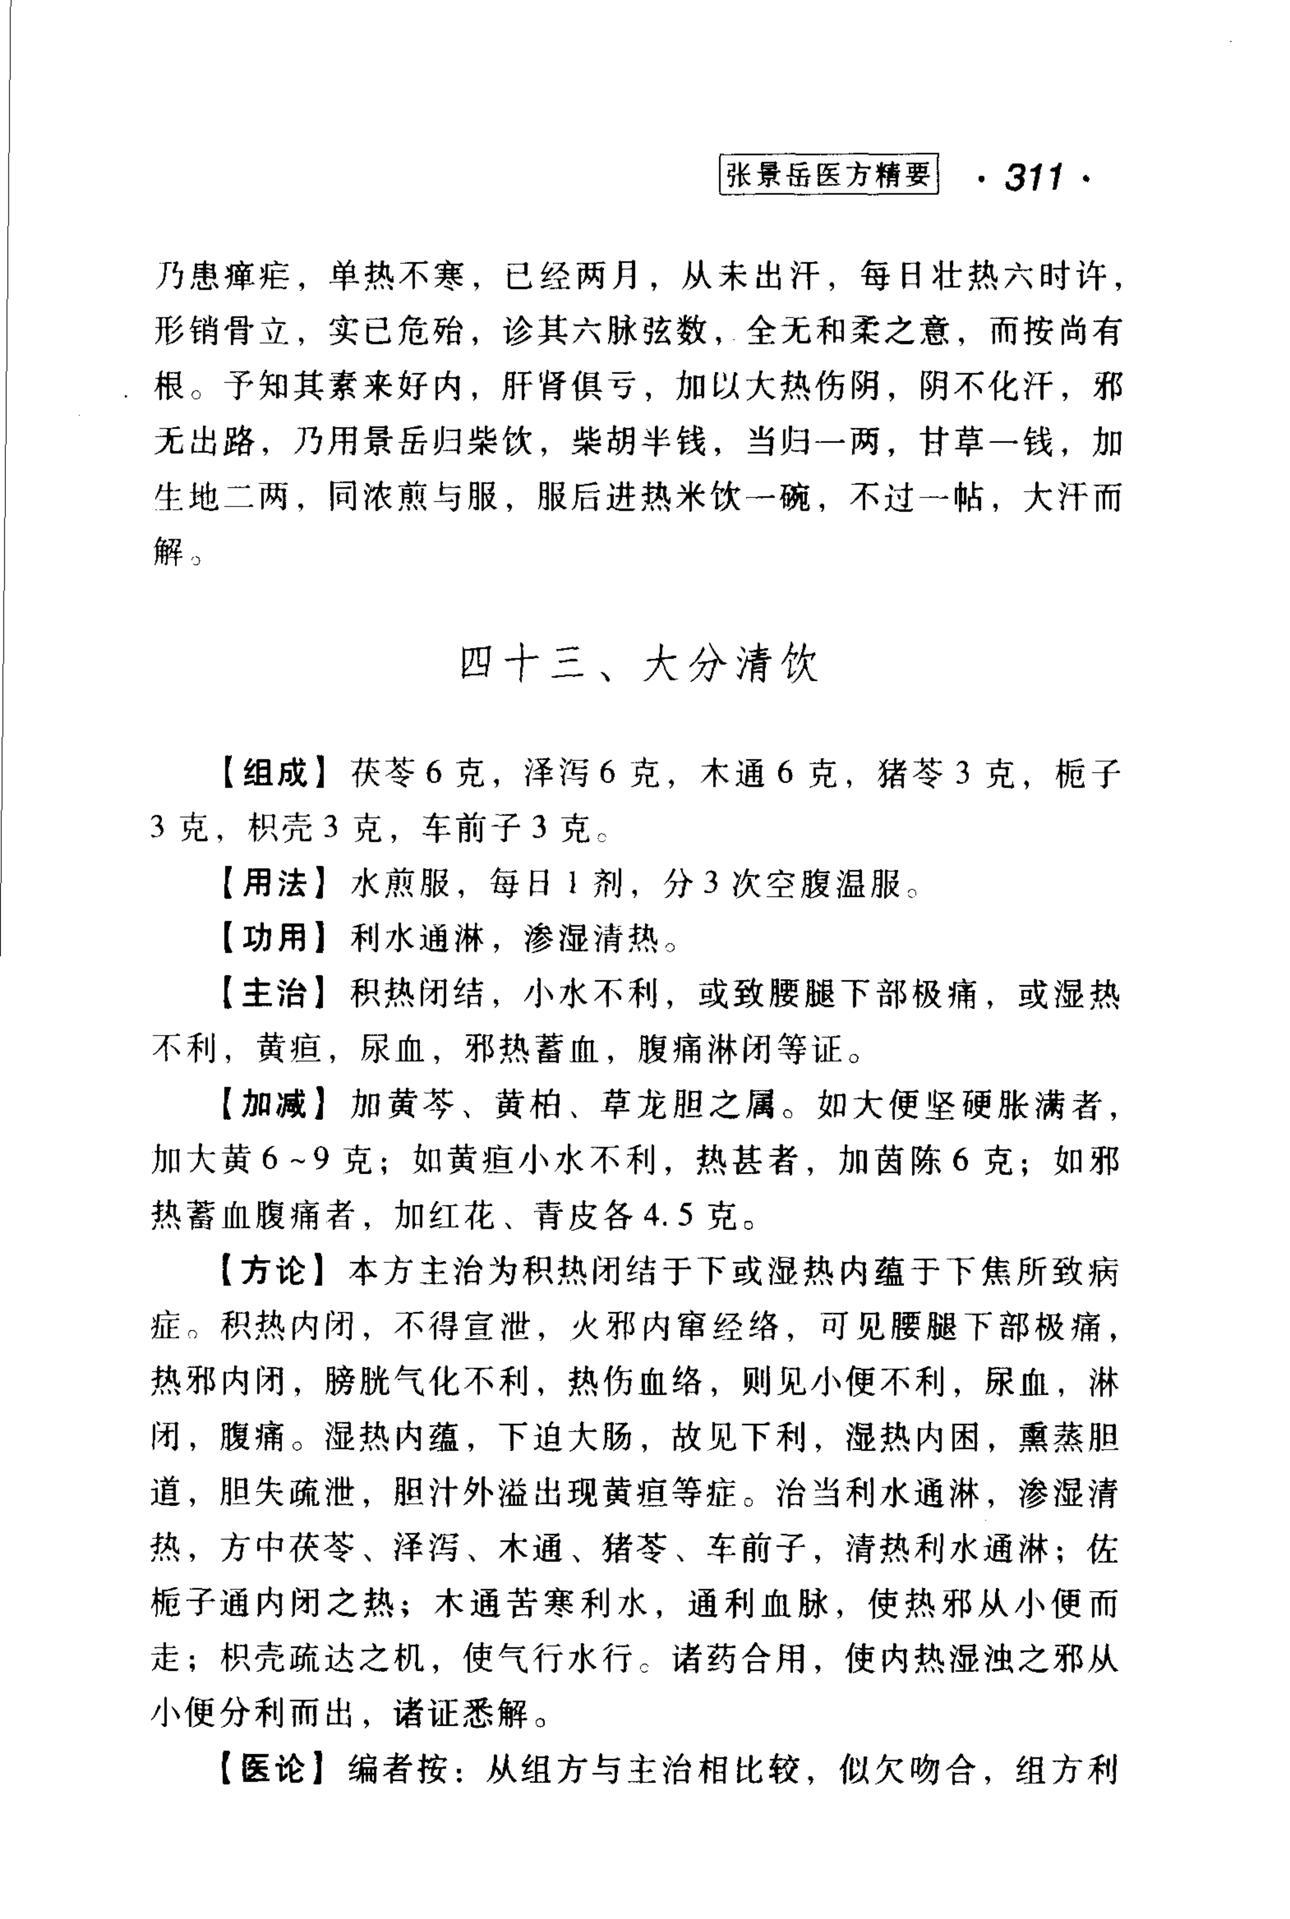 张景岳医方精要 · 311 ·
乃患瘅疟，单热不寒，已经两月，从未出汗，每日壮热六时许，
形销骨立，实已危殆，诊其六脉弦数，全无和柔之意，而按尚有
根。予知其素来好内，肝肾俱亏，加以大热伤阴，阴不化汗，邪
无出路，乃用景岳归柴饮，柴胡半钱，当归一两，甘草一钱，加
生地二两，同浓煎与服，服后进热米饮一碗，不过一帖，大汗而
解。
四十三、大分清饮
【组成】茯苓6克，泽泻6克，木通6克，猪苓3克，栀子
3克，枳壳3克，车前子3克。
【用法】水煎服，每日1剂，分3次空腹温服。
【功用】利水通淋，渗湿清热。
【主治】积热闭结，小水不利，或致腰腿下部极痛，或湿热
不利，黄疸，尿血，邪热蓄血，腹痛淋闭等证。
【加减】加黄芩、黄柏、草龙胆之属。如大便坚硬胀满者，
加大黄6~9克；如黄疸小水不利，热甚者，加茵陈6克；如邪
热蓄血腹痛者，加红花、青皮各4.5克。
【方论】本方主治为积热闭结于下或湿热内蕴于下焦所致病
症。积热内闭，不得宣泄，火邪内窜经络，可见腰腿下部极痛，
热邪内闭，膀胱气化不利，热伤血络，则见小便不利，尿血，淋
闭，腹痛。湿热内蕴，下迫大肠，故见下利，湿热内困，熏蒸胆
道，胆失疏泄，胆汁外溢出现黄疸等症。治当利水通淋，渗湿清
热，方中茯苓、泽泻、木通、猪苓、车前子，清热利水通淋；佐
栀子通内闭之热；木通苦寒利水，通利血脉，使热邪从小便而
走；枳壳疏达之机，使气行水行。诸药合用，使内热湿浊之邪从
小便分利而出，诸证悉解。
【医论】编者按：从组方与主治相比较，似欠吻合，组方利